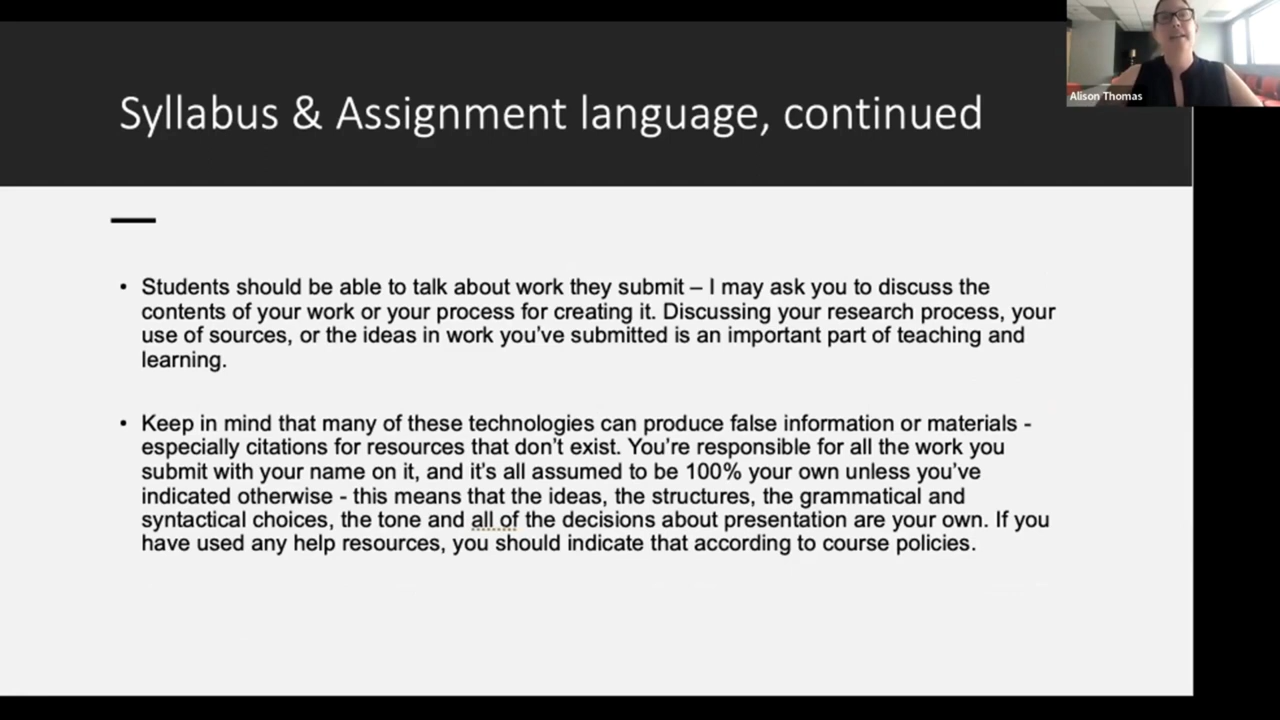 Alison Thomas
Syllabus & Assignment language, continued
• Students should be able to talk about work they submit – I may ask you to discuss the
contents of your work or your process for creating it. Discussing your research process, your
use of sources, or the ideas in work you’ve submitted is an important part of teaching and
learning.
• Keep in mind that many of these technologies can produce false information or materials -
especially citations for resources that don’t exist. You’re responsible for all the work you
submit with your name on it, and it’s all assumed to be 100% your own unless you’ve
indicated otherwise - this means that the ideas, the structures, the grammatical and
syntactical choices, the tone and all of the decisions about presentation are your own. If you
have used any help resources, you should indicate that according to course policies.